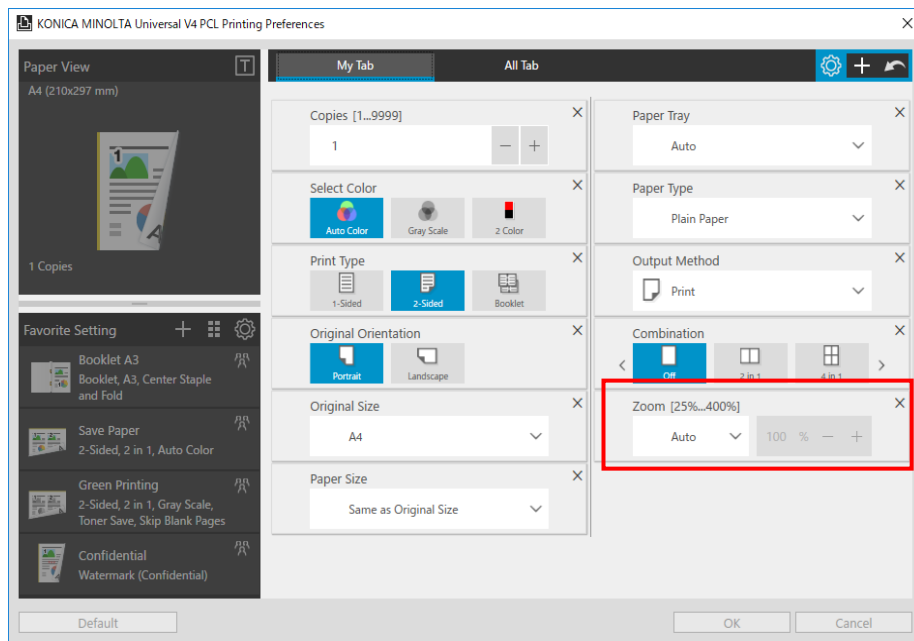 KONICA MINOLTA Universal V4 PCL Printing Preferences
Paper View
T
A4 (210x297 mm)
1
A
1 Copies
Favorite Setting
Booklet A3
Booklet, A3, Center Staple
and Fold
Save Paper
2-Sided, 2 in 1, Auto Color
Green Printing
2-Sided, 2 in 1, Gray Scale,
Toner Save, Skip Blank Pages
Confidential
Watermark (Confidential)
My Tab
All Tab
Copies [1...9999]
1
Select Color
Auto Color
Gray Scale
2 Color
Print Type
1-Sided
2-Sided
Booklet
Original Orientation
Portrait
Landscape
Original Size
A4
Paper Size
Same as Original Size
Paper Tray
Auto
Paper Type
Plain Paper
Output Method
Print
Combination
Off
2 in 1
4 in 1
Zoom [25%...400%]
Auto
100 %
Default
OK
Cancel